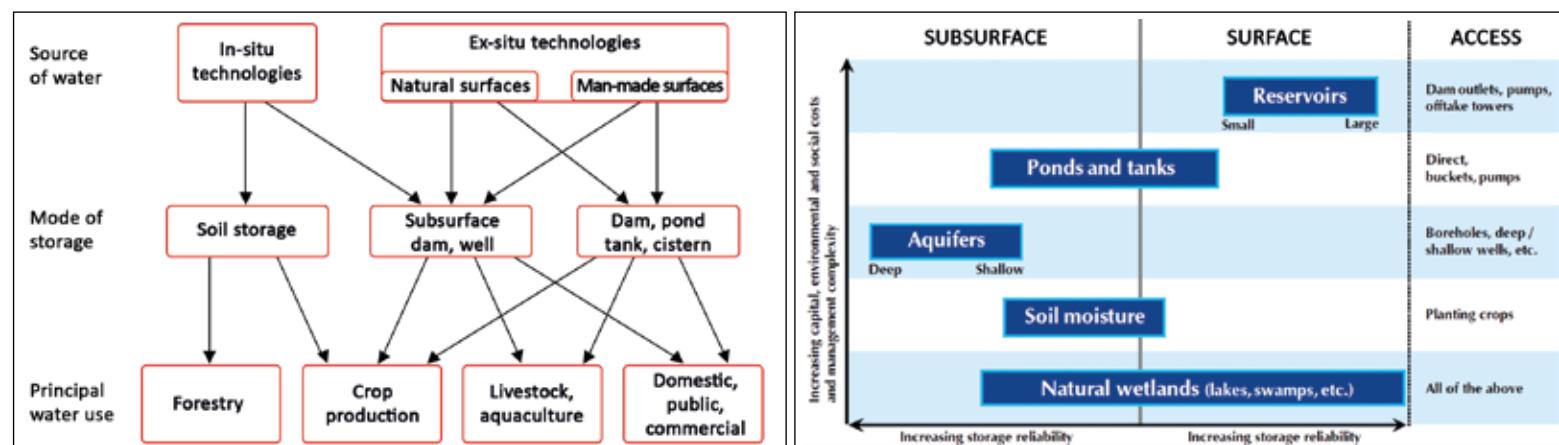 Source
of water
In-situ
technologies
Ex-situ technologies
Natural surfaces
Man-made surfaces
Mode of
storage
Soil storage
Subsurface
dam, well
Dam, pond
tank, cistern
Principal
water use
Forestry
Crop
production
Livestock,
aquaculture
Domestic,
public,
commercial
SUBSURFACE
SURFACE
ACCESS
Increasing capital, environmental and social costs
and management complexity
Reservoirs
Small
Large
Dam outlets, pumps,
offtake towers
Ponds and tanks
Direct,
buckets, pumps
Aquifers
Deep
Shallow
Boreholes, deep /
shallow wells, etc.
Soil moisture
Planting crops
Natural wetlands (lakes, swamps, etc.)
All of the above
Increasing storage reliability
Increasing storage reliability